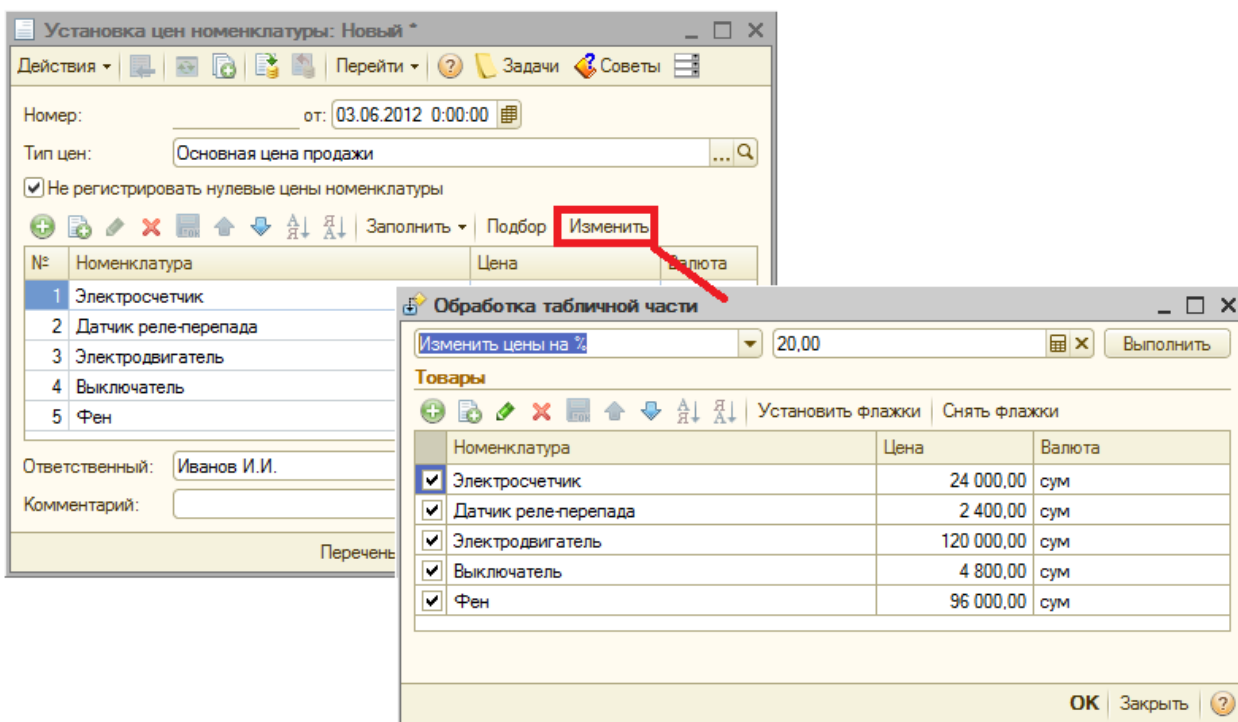 Установка цен номенклатуры: Новый *
Действия Перейти Задачи Советы
Номер: от: 03.06.2012 0:00:00
Тип цен: Основная цена продажи ...
Не регистрировать нулевые цены номенклатуры
Заполнить Подбор Изменить
№ Номенклатура Цена Валюта
1 Электросчетчик
2 Датчик реле-перепада
3 Электродвигатель
4 Выключатель
5 Фен
Ответственный: Иванов И.И.
Комментарий:
Перечень
Обработка табличной части
Изменить цены на % 20,00 Выполнить
Товары
Установить флажки Снять флажки
Номенклатура Цена Валюта
Электросчетчик 24 000,00 сум
Датчик реле-перепада 2 400,00 сум
Электродвигатель 120 000,00 сум
Выключатель 4 800,00 сум
Фен 96 000,00 сум
OK Закрыть ?